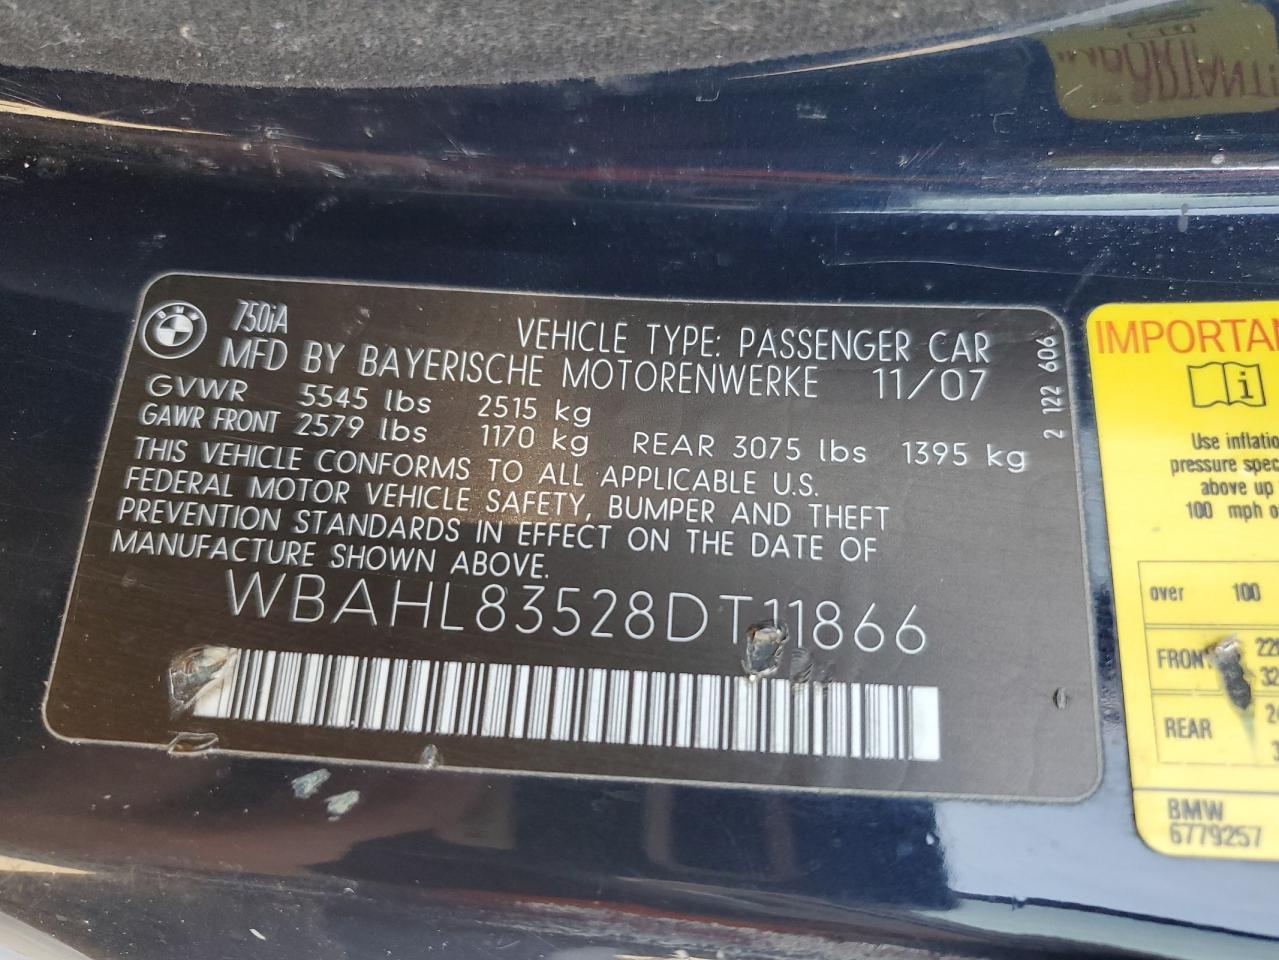 750iA
VEHICLE TYPE: PASSENGER CAR
MFD BY BAYERISCHE MOTORENWERKE 11/07
GVWR 5545 lbs 2515 kg
GAWR FRONT 2579 lbs 1170 kg REAR 3075 lbs 1395 kg
THIS VEHICLE CONFORMS TO ALL APPLICABLE U.S.
FEDERAL MOTOR VEHICLE SAFETY, BUMPER AND THEFT
PREVENTION STANDARDS IN EFFECT ON THE DATE OF
MANUFACTURE SHOWN ABOVE.
WBAHL83528DT11866
2 122 606
IMPORTA
Use inflatio
pressure spec
above up
100 mph o
over 100
FRONT
32
REAR
BMW
6779257